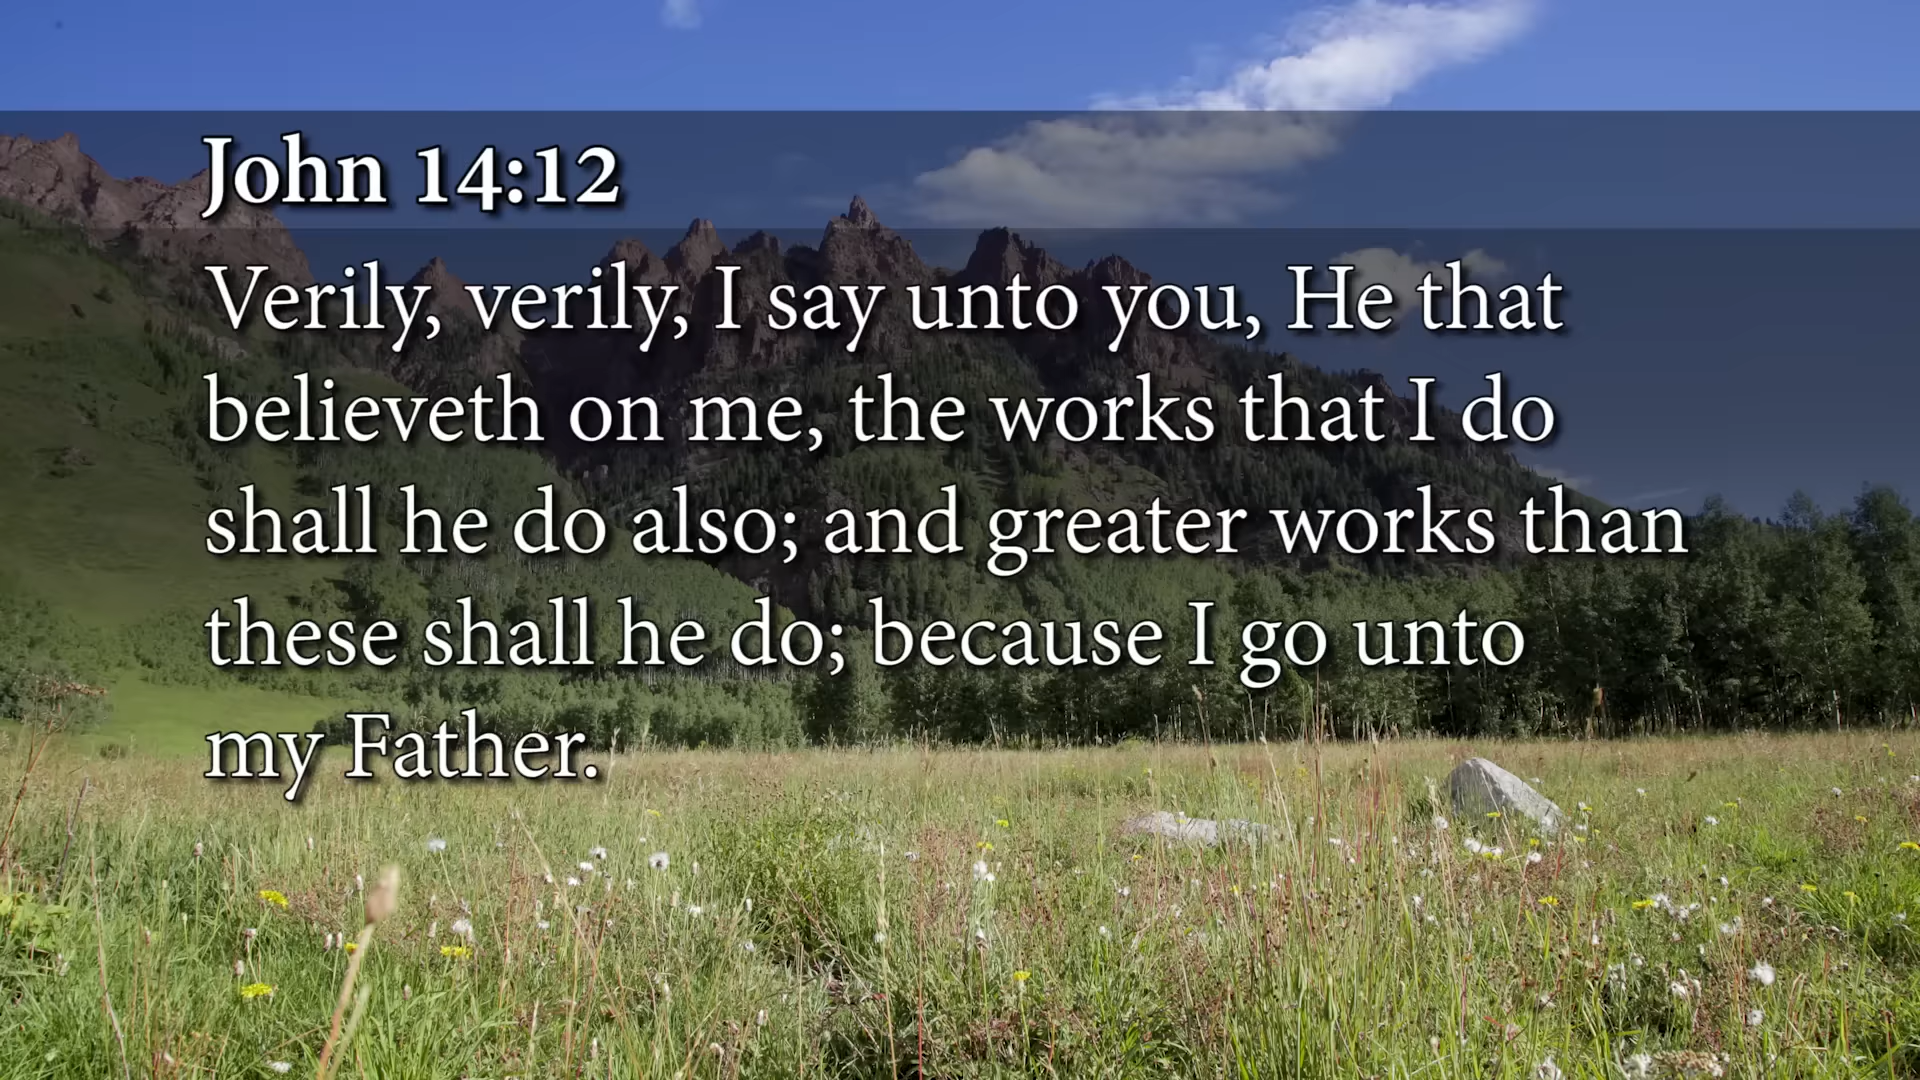 John 14:12
Verily, verily, I say unto you, He that
believeth on me, the works that I do
shall he do also; and greater works than
these shall he do; because I go unto
my Father.